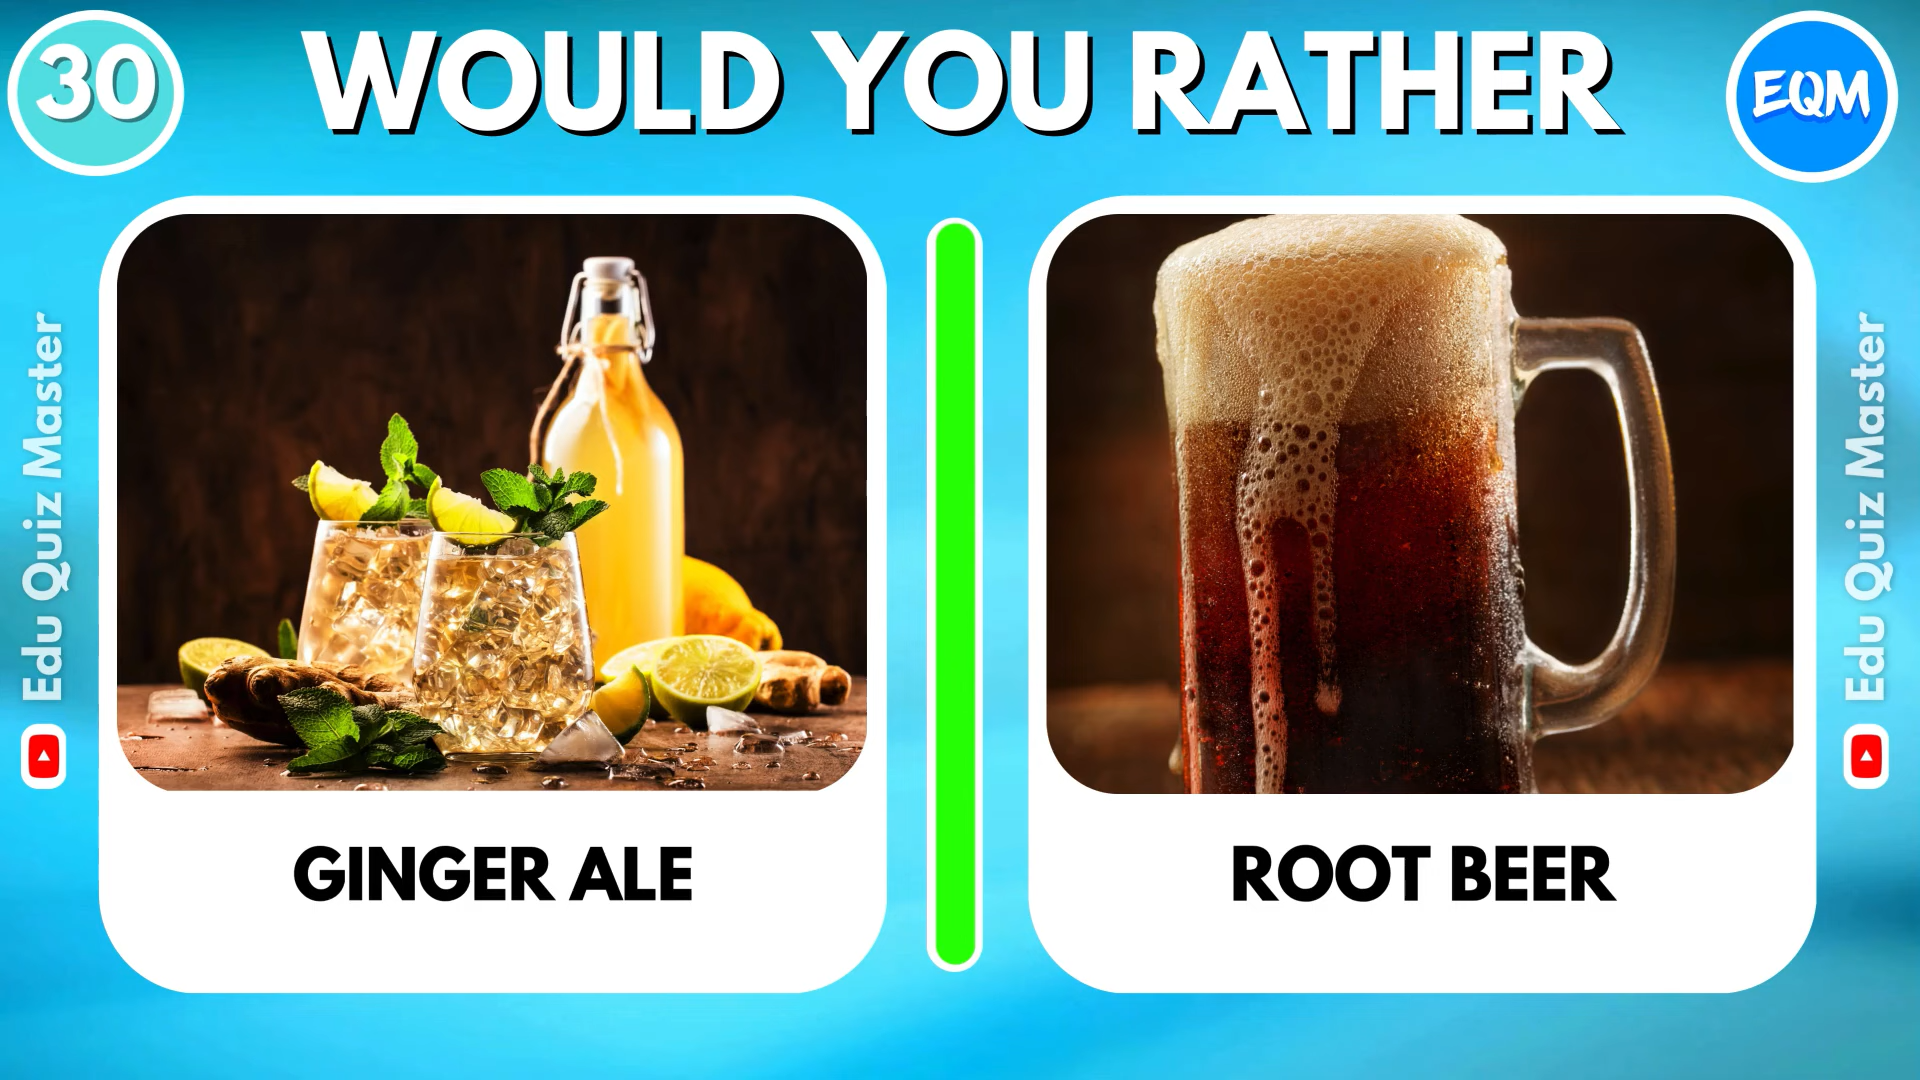 30
WOULD YOU RATHER
EQM
Edu Quiz Master
GINGER ALE
ROOT BEER
Edu Quiz Master